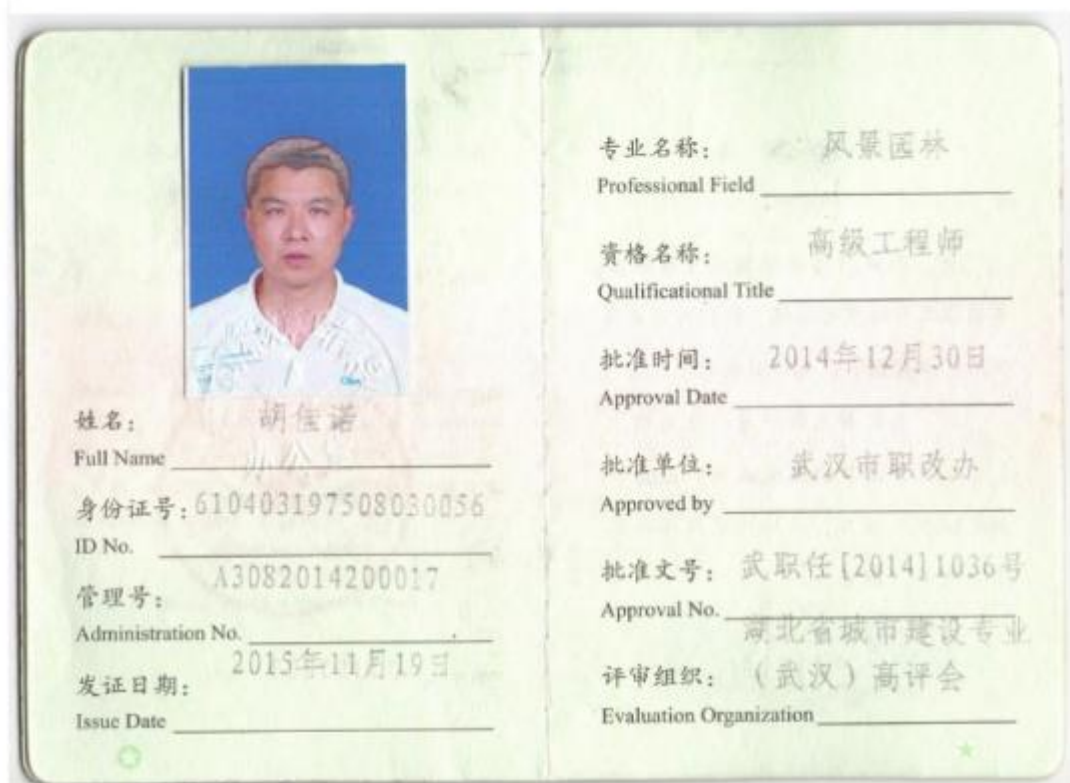 姓名： 胡佳诺
Full Name
身份证号：610403197508030056
ID No.
管理号： A3082014200017
Administration No.
发证日期： 2015年11月19日
Issue Date
专业名称： 风景园林
Professional Field
资格名称： 高级工程师
Qualificational Title
批准时间： 2014年12月30日
Approval Date
批准单位： 武汉市职改办
Approved by
批准文号： 武职任[2014]1036号
Approval No.
湖北省城市建设专业
评审组织： （武汉）高评会
Evaluation Organization